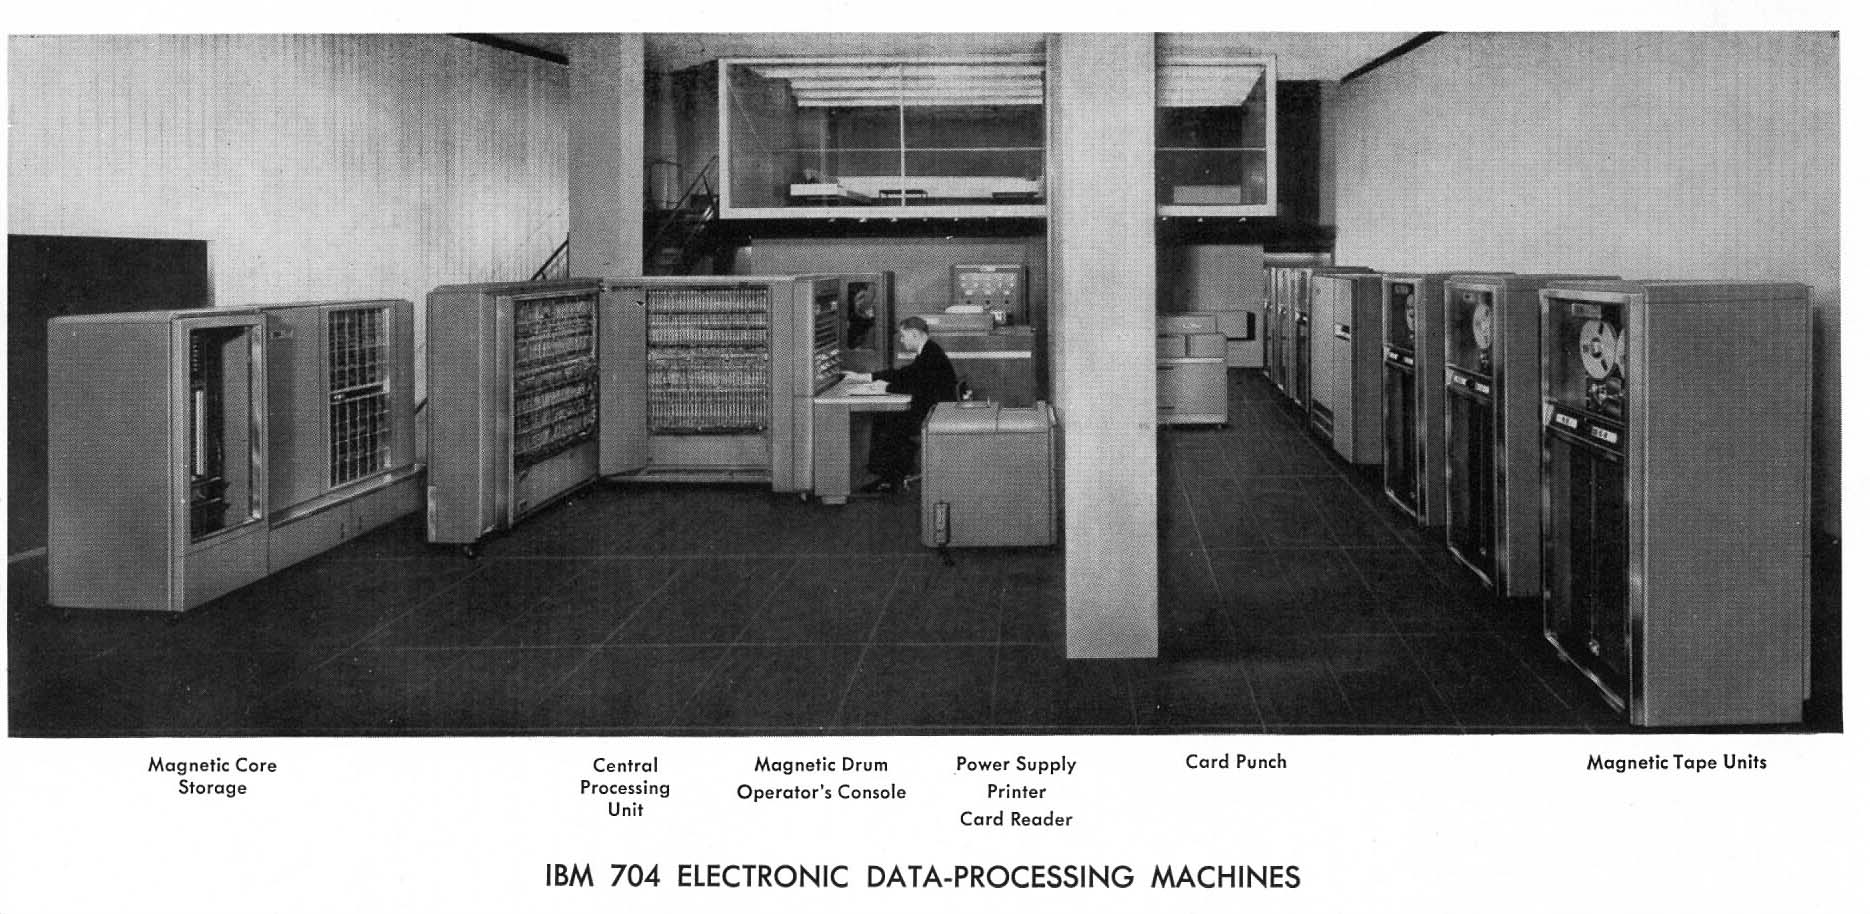 Magnetic Core
Storage
Central
Processing
Unit
Magnetic Drum
Operator's Console
Power Supply
Printer
Card Reader
Card Punch
Magnetic Tape Units
IBM 704 ELECTRONIC DATA-PROCESSING MACHINES